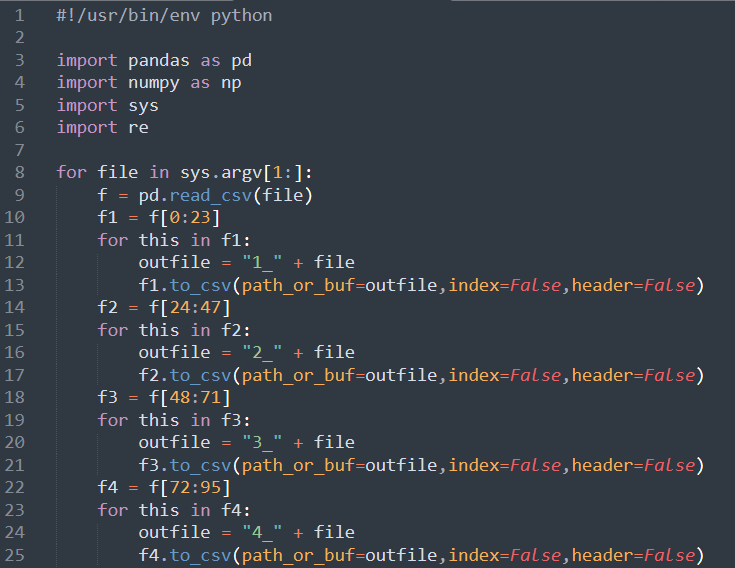 1 #!/usr/bin/env python
2
3 import pandas as pd
4 import numpy as np
5 import sys
6 import re
7
8 for file in sys.argv[1:]:
9     f = pd.read_csv(file)
10     f1 = f[0:23]
11     for this in f1:
12         outfile = "1_" + file
13         f1.to_csv(path_or_buf=outfile,index=False,header=False)
14     f2 = f[24:47]
15     for this in f2:
16         outfile = "2_" + file
17         f2.to_csv(path_or_buf=outfile,index=False,header=False)
18     f3 = f[48:71]
19     for this in f3:
20         outfile = "3_" + file
21         f3.to_csv(path_or_buf=outfile,index=False,header=False)
22     f4 = f[72:95]
23     for this in f4:
24         outfile = "4_" + file
25         f4.to_csv(path_or_buf=outfile,index=False,header=False)